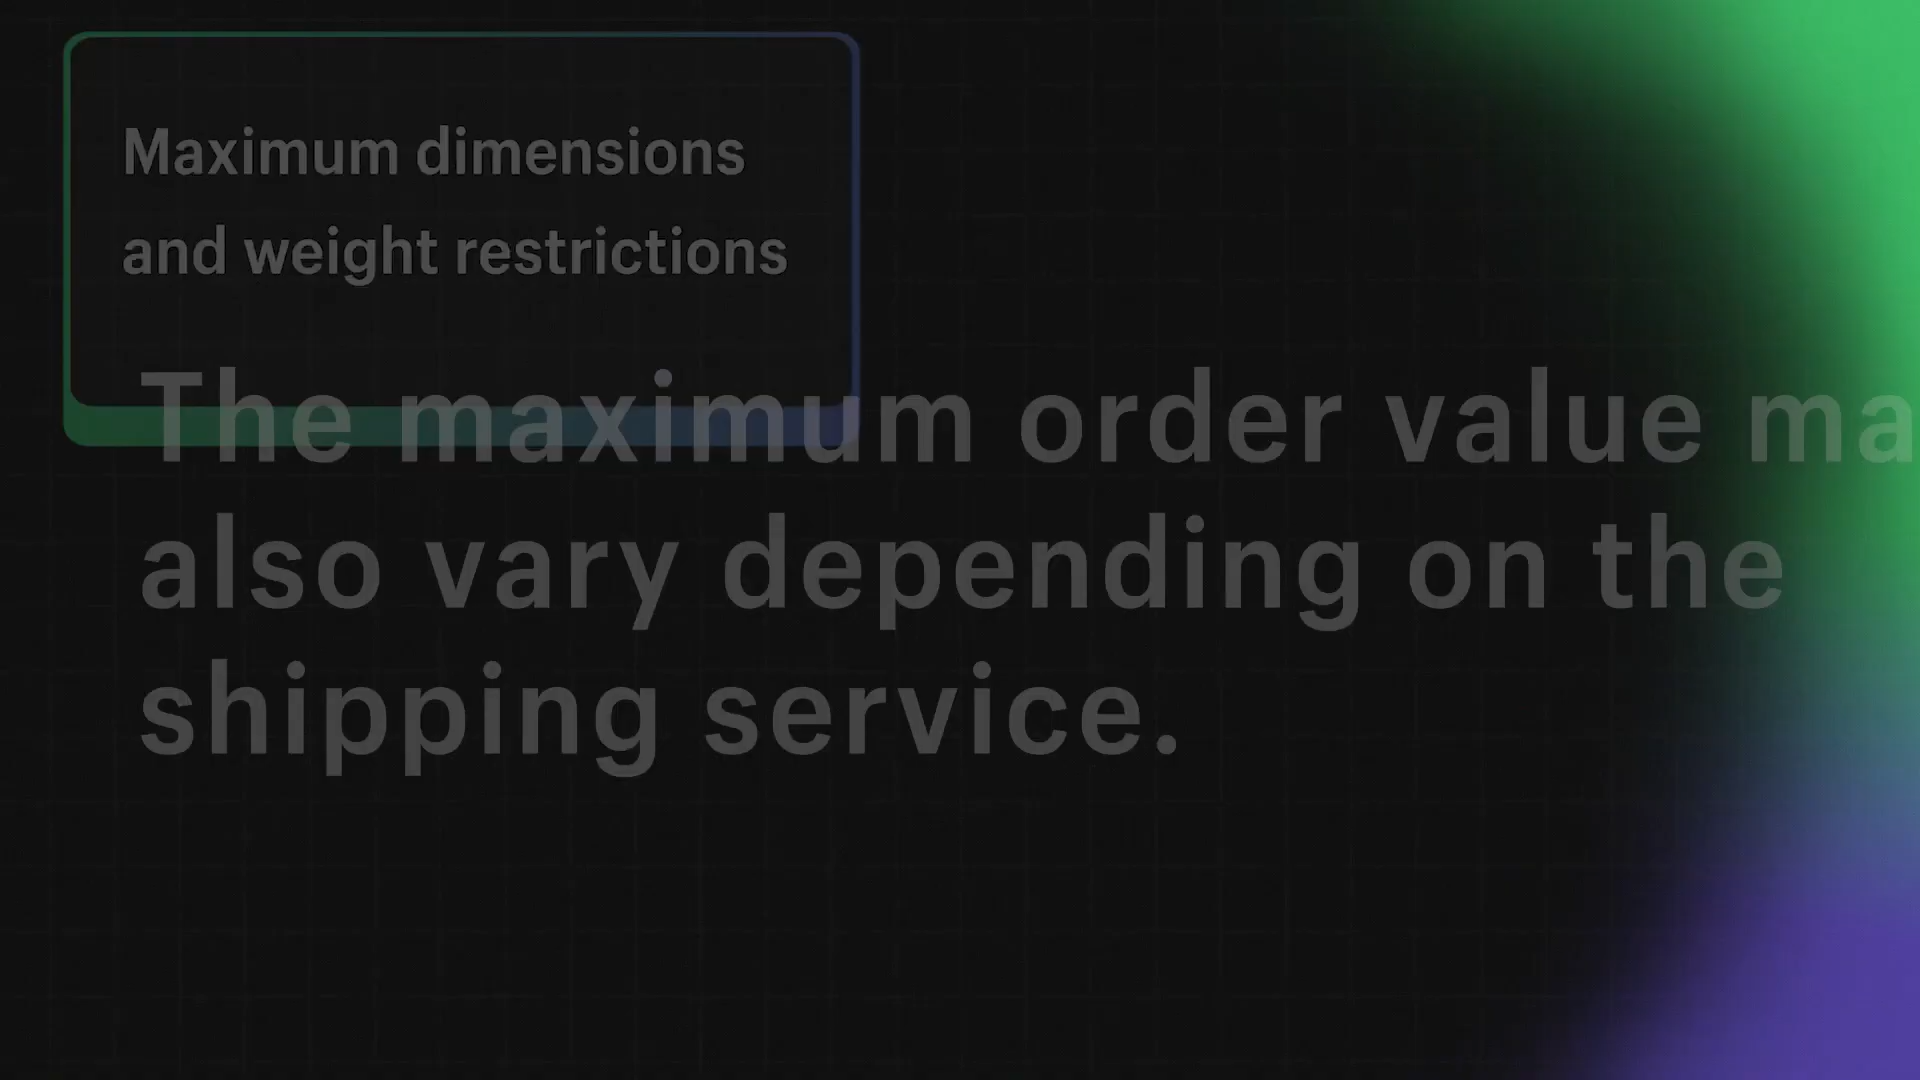 Maximum dimensions
and weight restrictions
The maximum order value ma
also vary depending on the
shipping service.